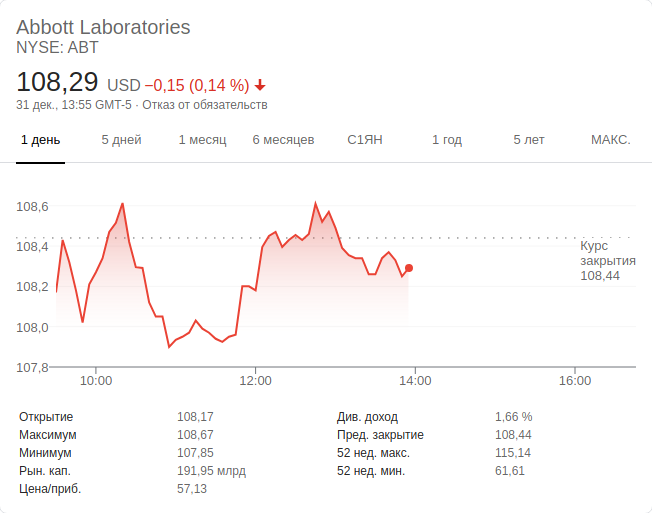 Abbott Laboratories
NYSE: ABT
108,29 USD −0,15 (0,14 %)
31 дек., 13:55 GMT-5 · Отказ от обязательств
1 день 5 дней 1 месяц 6 месяцев С1ЯН 1 год 5 лет МАКС.
108,6
108,4
108,2
108,0
107,8
Курс
закрытия
108,44
10:00 12:00 14:00 16:00
Открытие 108,17 Див. доход 1,66 %
Максимум 108,67 Пред. закрытие 108,44
Минимум 107,85 52 нед. макс. 115,14
Рын. кап. 191,95 млрд 52 нед. мин. 61,61
Цена/приб. 57,13